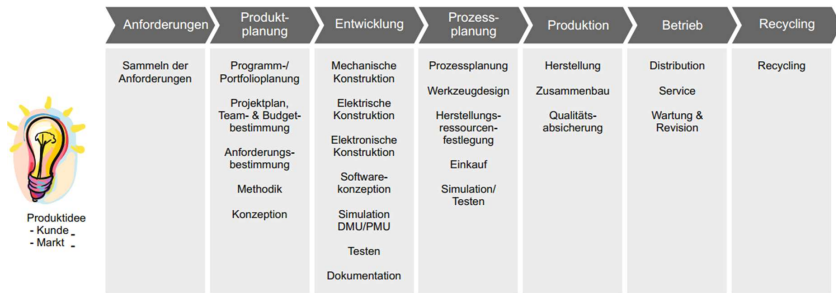 Anforderungen
Produkt-
planung
Entwicklung
Prozess-
planung
Produktion
Betrieb
Recycling
Produktidee
- Kunde
- Markt
Sammeln der
Anforderungen
Programm-/
Portfolioplanung
Projektplan,
Team- & Budget-
bestimmung
Anforderungs-
bestimmung
Methodik
Konzeption
Mechanische
Konstruktion
Elektrische
Konstruktion
Elektronische
Konstruktion
Software-
konzeption
Simulation
DMU/PMU
Testen
Dokumentation
Prozessplanung
Werkzeugdesign
Herstellungs-
ressourcen-
festlegung
Einkauf
Simulation/
Testen
Herstellung
Zusammenbau
Qualitäts-
absicherung
Distribution
Service
Wartung &
Revision
Recycling